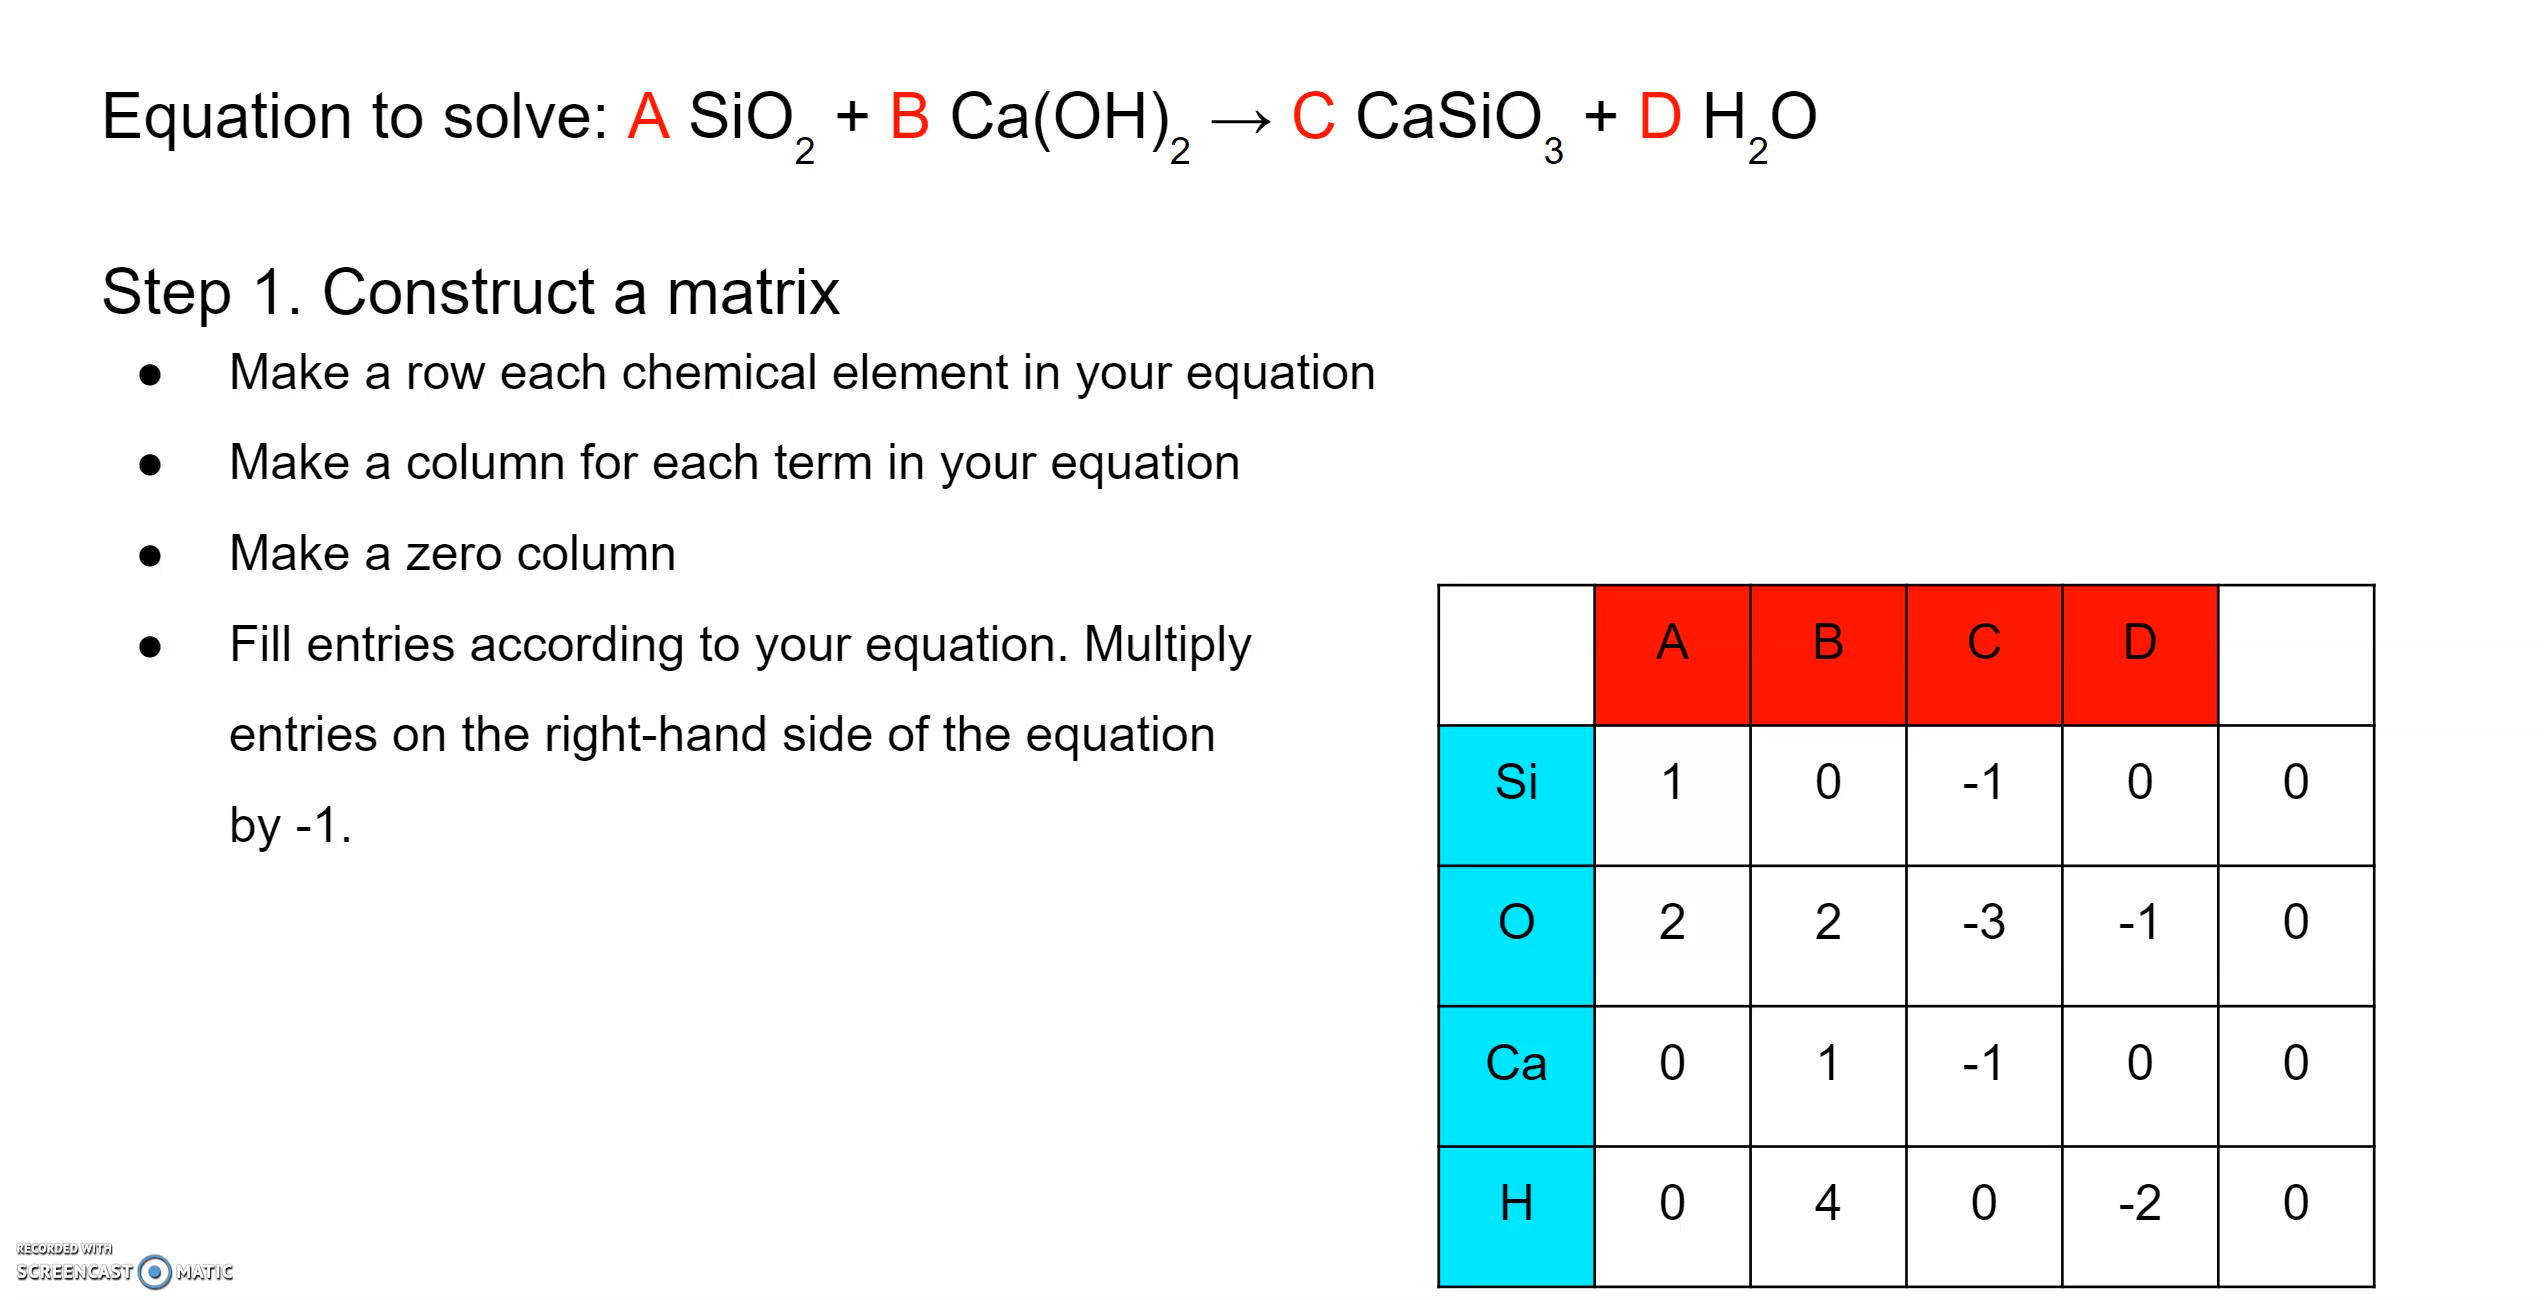 Equation to solve: A SiO₂ + B Ca(OH)₂ → C CaSiO₃ + D H₂O
Step 1. Construct a matrix
● Make a row each chemical element in your equation
● Make a column for each term in your equation
● Make a zero column
● Fill entries according to your equation. Multiply
entries on the right-hand side of the equation
by -1.
A B C D
Si 1 0 -1 0 0
O 2 2 -3 -1 0
Ca 0 1 -1 0 0
H 0 4 0 -2 0
RECORDED WITH
SCREENCAST MATIC